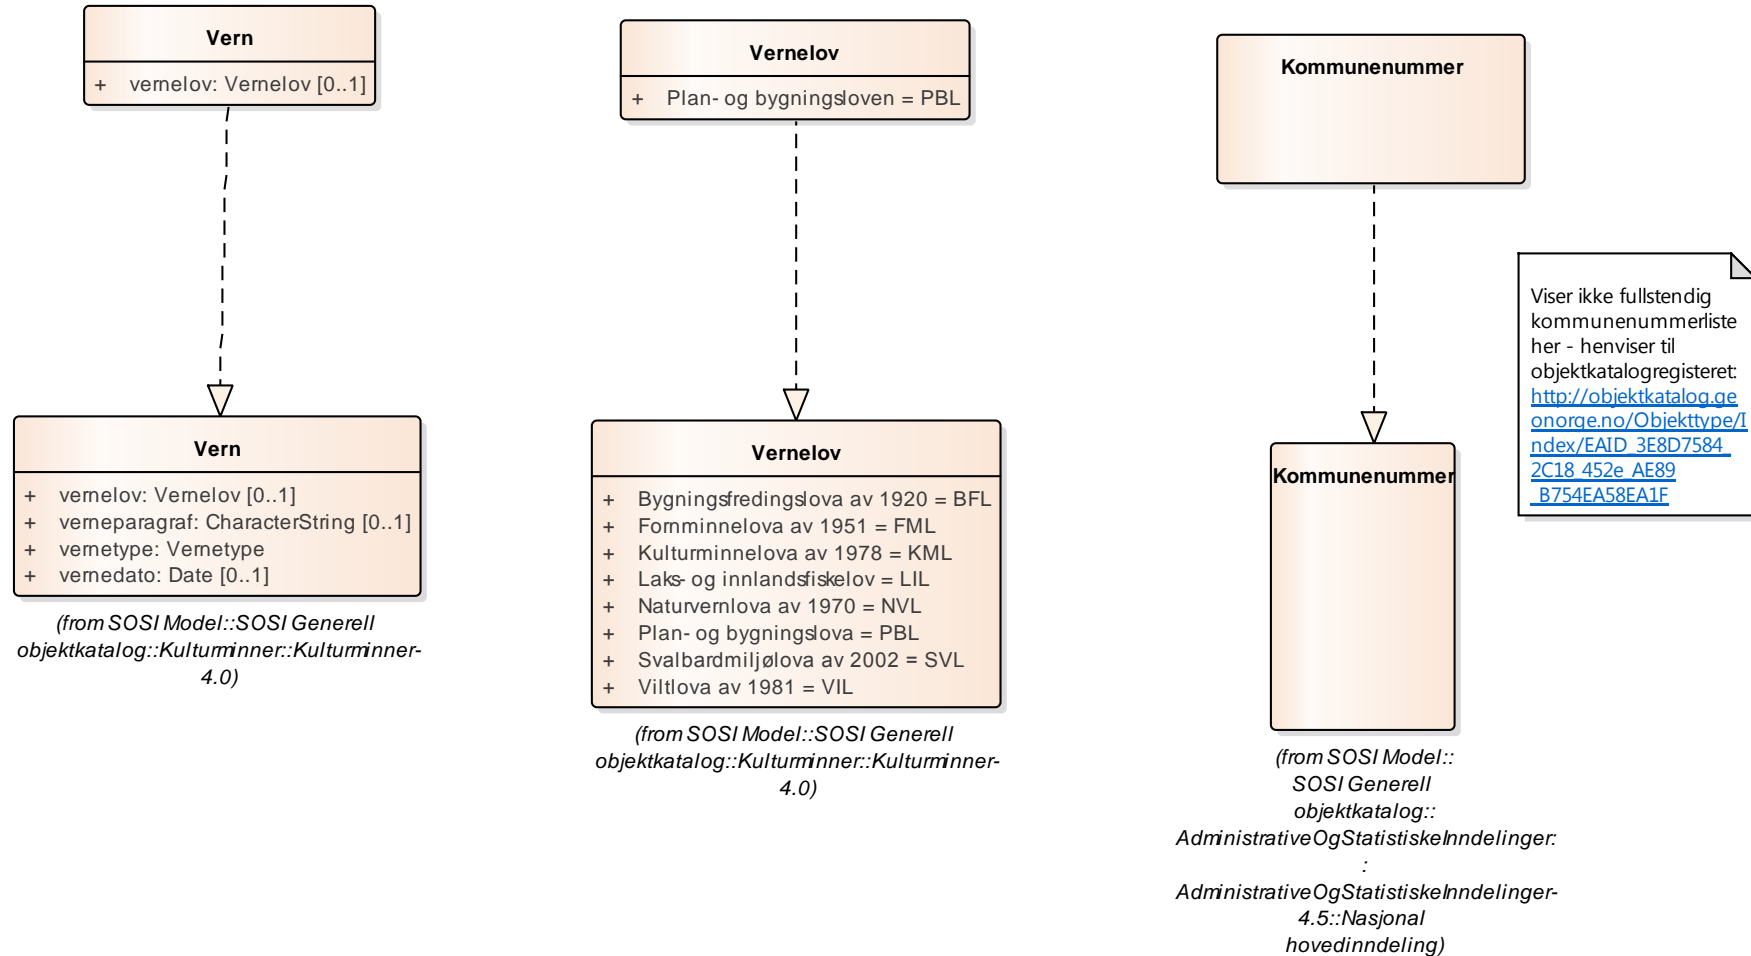 Vern
+ vernelov: Vernelov [0..1]
Vern
+ vernelov: Vernelov [0..1]
+ verneparagraf: CharacterString [0..1]
+ vernetype: Vernetype
+ vernedato: Date [0..1]
(from SOSI Model::SOSI Generell
objektkatalog::Kulturminner::Kulturminner-
4.0)
Vernelov
+ Plan- og bygningsloven = PBL
Vernelov
+ Bygningsfredingslova av 1920 = BFL
+ Fornminnelova av 1951 = FML
+ Kulturminnelova av 1978 = KML
+ Laks- og innlandsfiskelov = LIL
+ Naturvernlova av 1970 = NVL
+ Plan- og bygningslova = PBL
+ Svalbardmiljølova av 2002 = SVL
+ Viltlova av 1981 = VIL
(from SOSI Model::SOSI Generell
objektkatalog::Kulturminner::Kulturminner-
4.0)
Kommunenummer
Kommunenummer
(from SOSI Model::
SOSI Generell
objektkatalog::
AdministrativeOgStatistiskeInndelinger:
:
AdministrativeOgStatistiskeInndelinger-
4.5::Nasjonal
hovedinndeling)
Viser ikke fullstendig
kommunenummerliste
her - henviser til
objektkatalogregisteret:
http://objektkatalog.ge
onorge.no/Objekttype/I
ndex/EAID_3E8D7584_
2C18_452e_AE89
_B754EA58EA1F